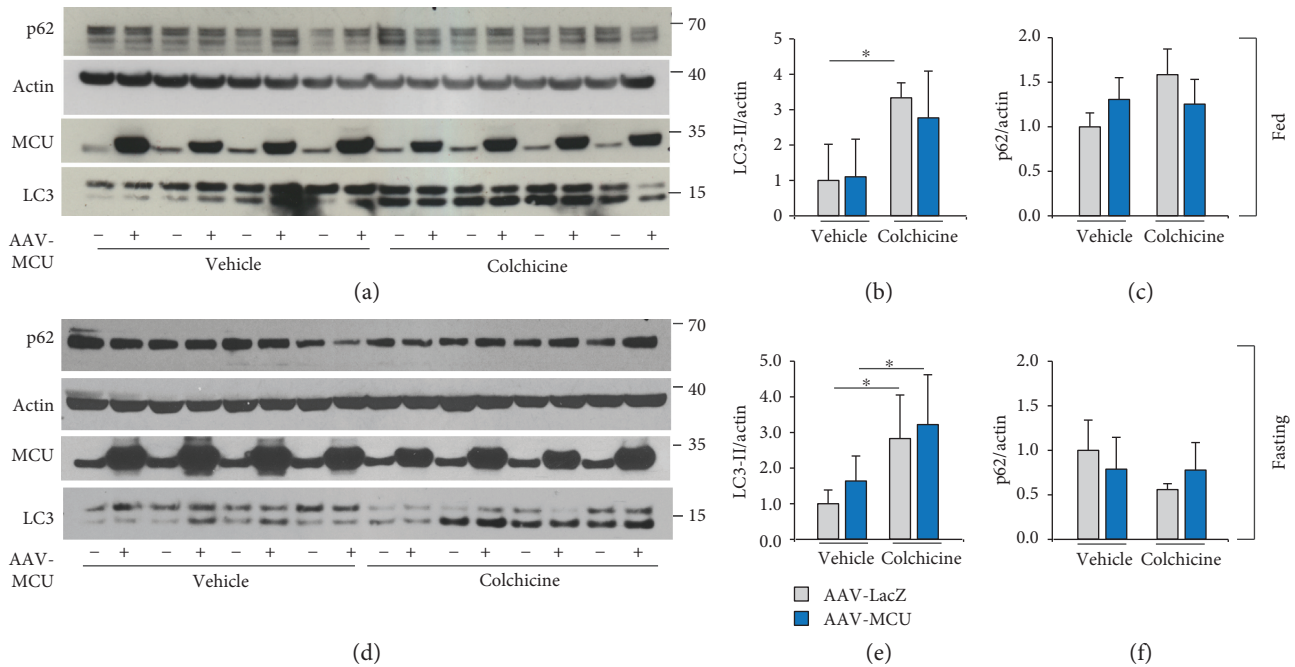 p62
70
Actin
40
MCU
35
LC3
15
AAV-
MCU
− + − + − + − + − + − + − + − +
Vehicle Colchicine
(a)
LC3-II/actin
5
4
3
2
1
0
*
Vehicle Colchicine
(b)
p62/actin
2.0
1.5
1.0
0.5
0.0
Vehicle Colchicine
(c)
Fed
p62
70
Actin
40
MCU
35
LC3
15
AAV-
MCU
− + − + − + − + − + − + − + − +
Vehicle Colchicine
(d)
LC3-II/actin
5.0
4.0
3.0
2.0
1.0
0.0
*
*
Vehicle Colchicine
AAV-LacZ
AAV-MCU
(e)
p62/actin
2.0
1.5
1.0
0.5
0.0
Vehicle Colchicine
(f)
Fasting